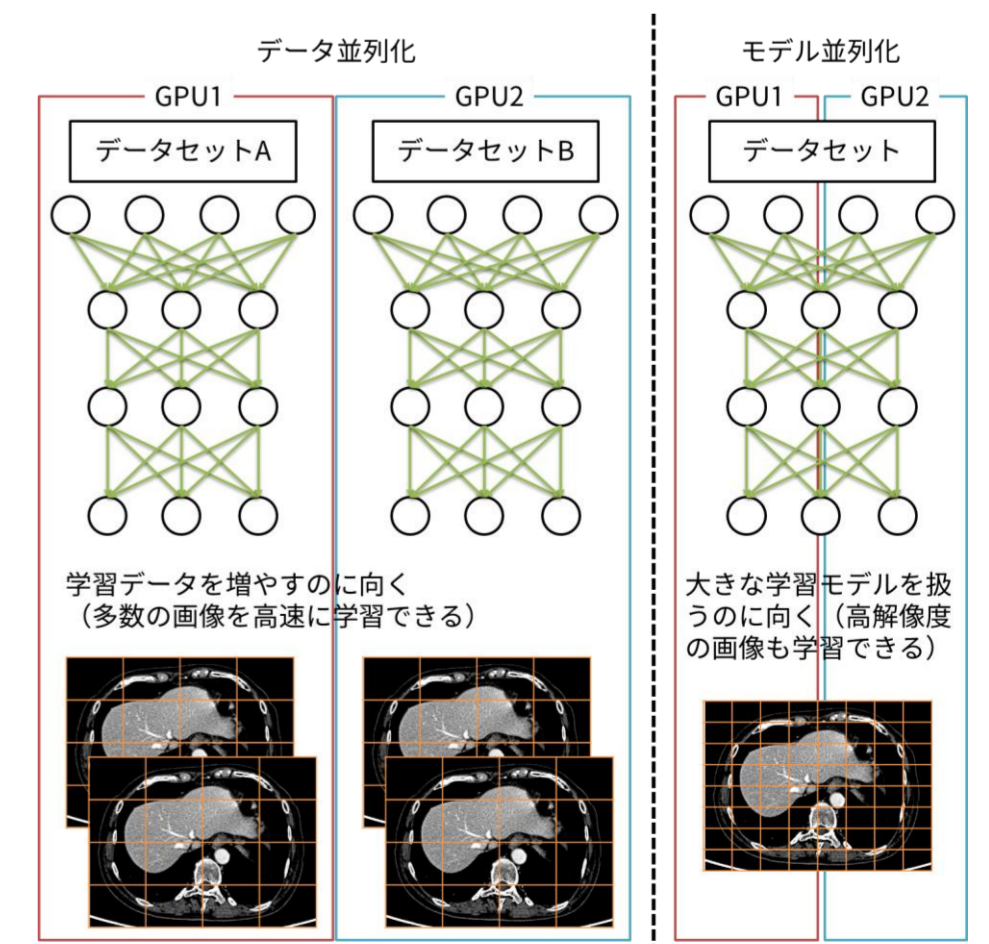 データ並列化
GPU1
GPU2
データセットA
データセットB
学習データを増やすのに向く
（多数の画像を高速に学習できる）
モデル並列化
GPU1
GPU2
データセット
大きな学習モデルを扱
うのに向く（高解像度
の画像も学習できる）